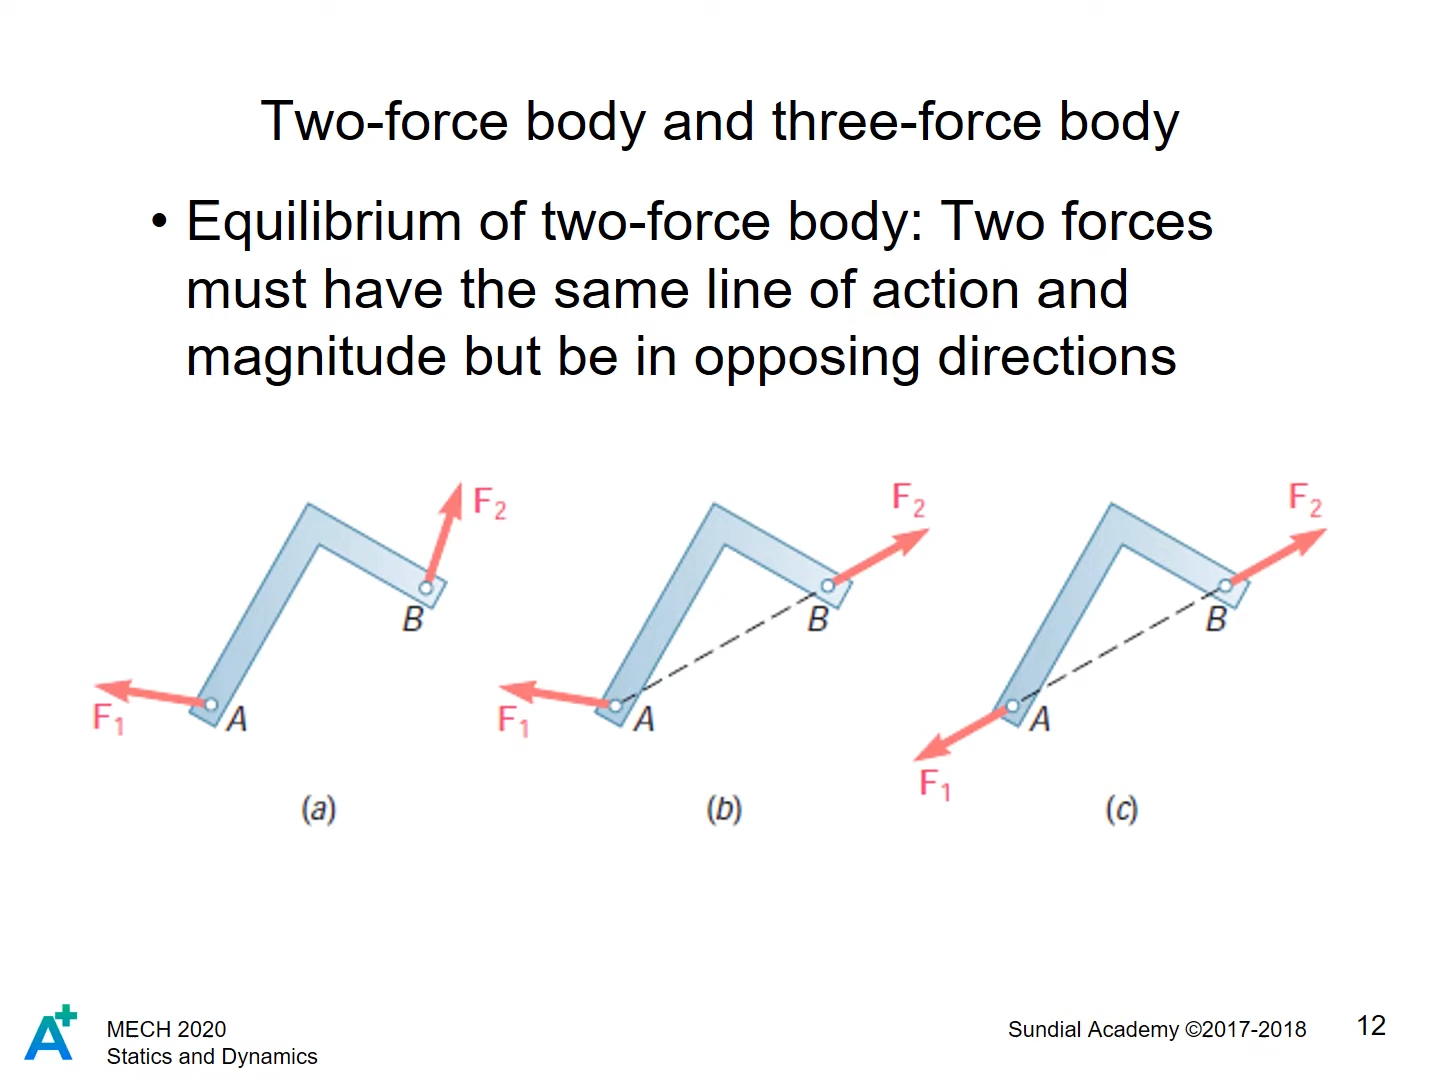 Two-force body and three-force body
• Equilibrium of two-force body: Two forces
must have the same line of action and
magnitude but be in opposing directions
F₂
B
F₁
A
(a)
F₂
B
F₁
A
(b)
F₂
B
A
F₁
(c)
A+
MECH 2020
Statics and Dynamics
Sundial Academy ©2017-2018
12